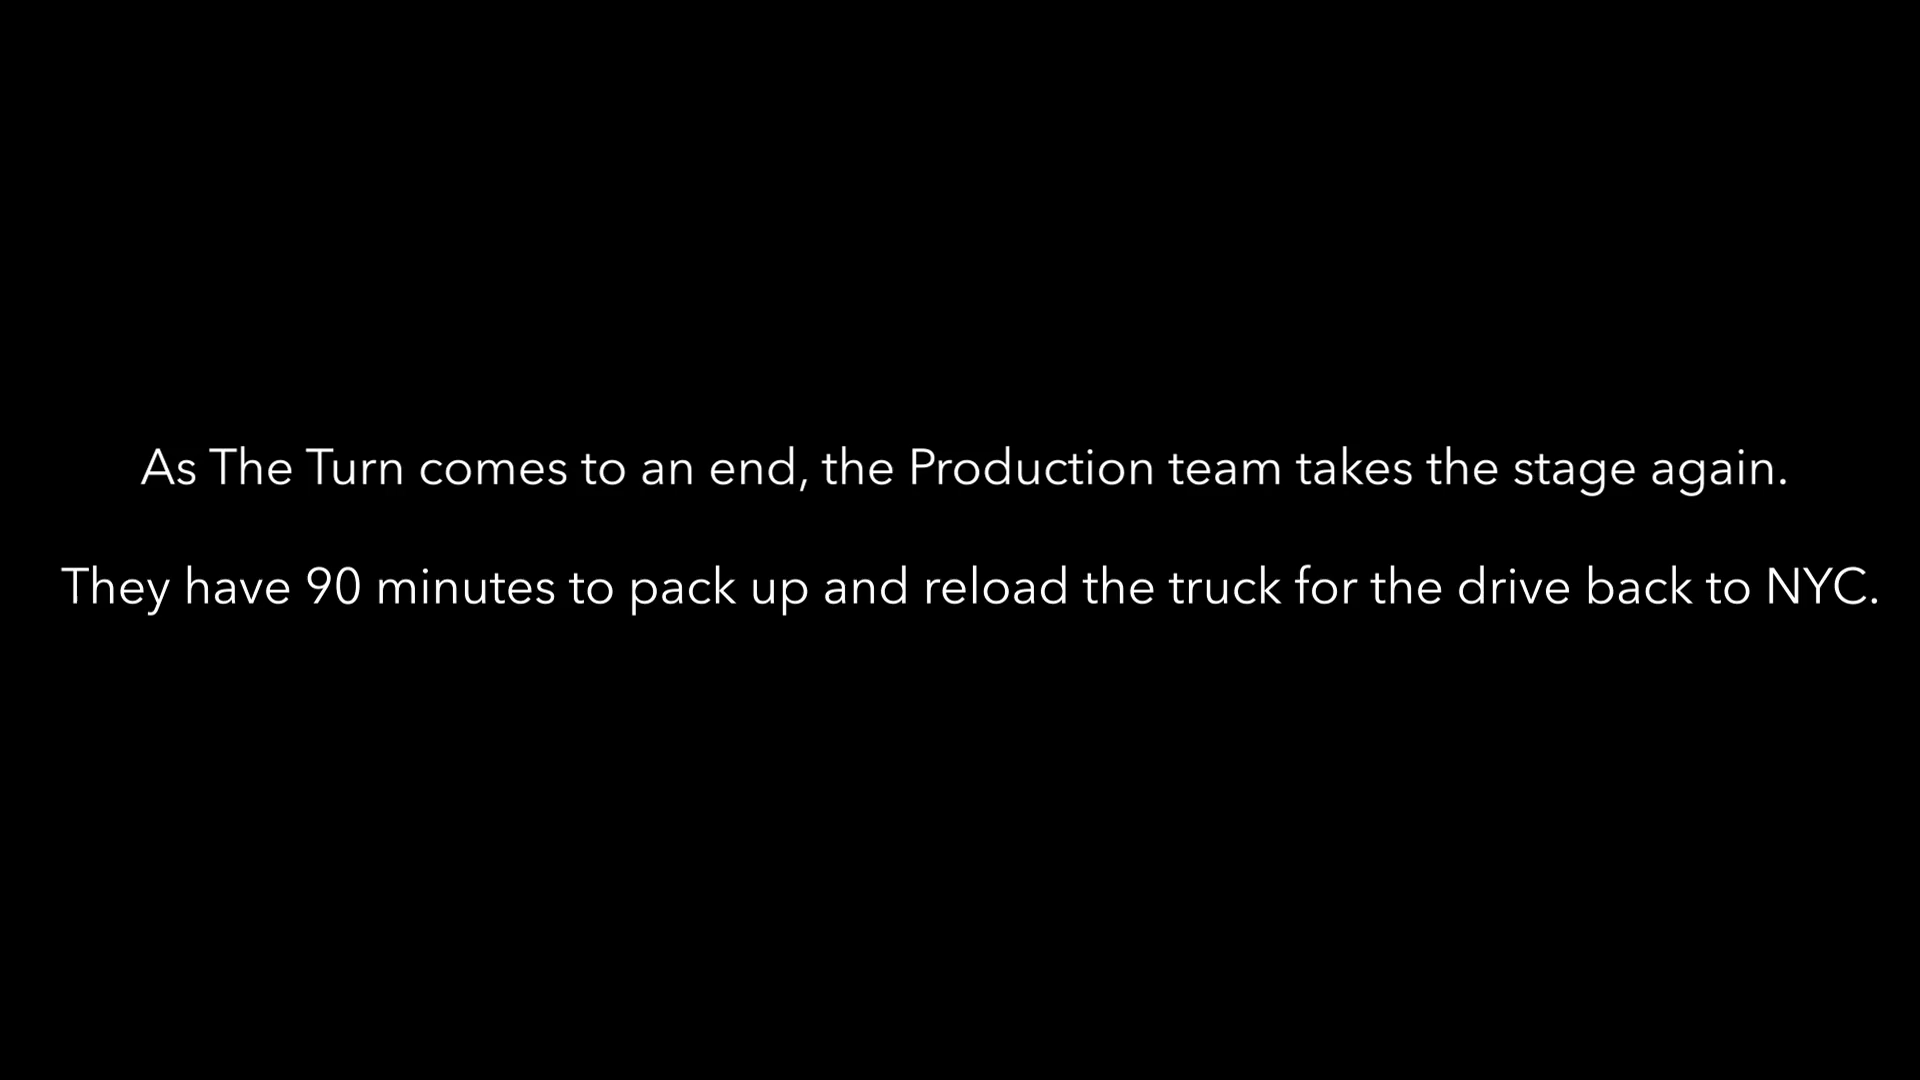 As The Turn comes to an end, the Production team takes the stage again.
They have 90 minutes to pack up and reload the truck for the drive back to NYC.